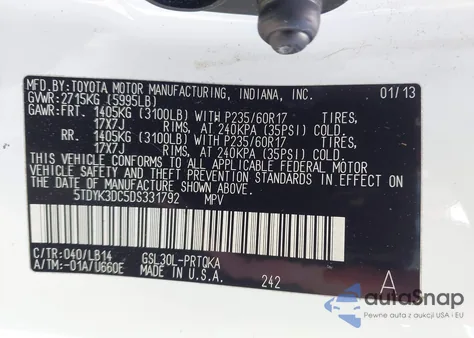 MFD.BY:TOYOTA MOTOR MANUFACTURING, INDIANA, INC. 01/13
GVWR: 2715KG (5995LB)
GAWR:FRT. 1405KG (3100LB) WITH P235/60R17 TIRES,
17X7J RIMS, AT 240KPA (35PSI) COLD.
RR. 1405KG (3100LB) WITH P235/60R17 TIRES,
17X7J RIMS, AT 240KPA (35PSI) COLD.
THIS VEHICLE CONFORMS TO ALL APPLICABLE FEDERAL MOTOR
VEHICLE SAFETY AND THEFT PREVENTION STANDARDS IN
EFFECT ON THE DATE OF MANUFACTURE SHOWN ABOVE.
5TDYK3DC5DS331792 MPV
C/TR:040/LB14 GSL30L-PRTQKA
A/TM:-01A/U660E MADE IN U.S.A. 242 A
autaSnap
Pewne auta z aukcji USA i EU